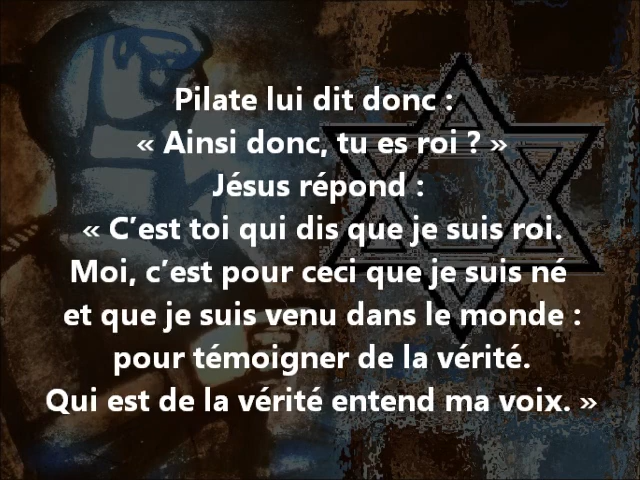 Pilate lui dit donc :
« Ainsi donc, tu es roi ? »
Jésus répond :
« C’est toi qui dis que je suis roi.
Moi, c’est pour ceci que je suis né
et que je suis venu dans le monde :
pour témoigner de la vérité.
Qui est de la vérité entend ma voix. »